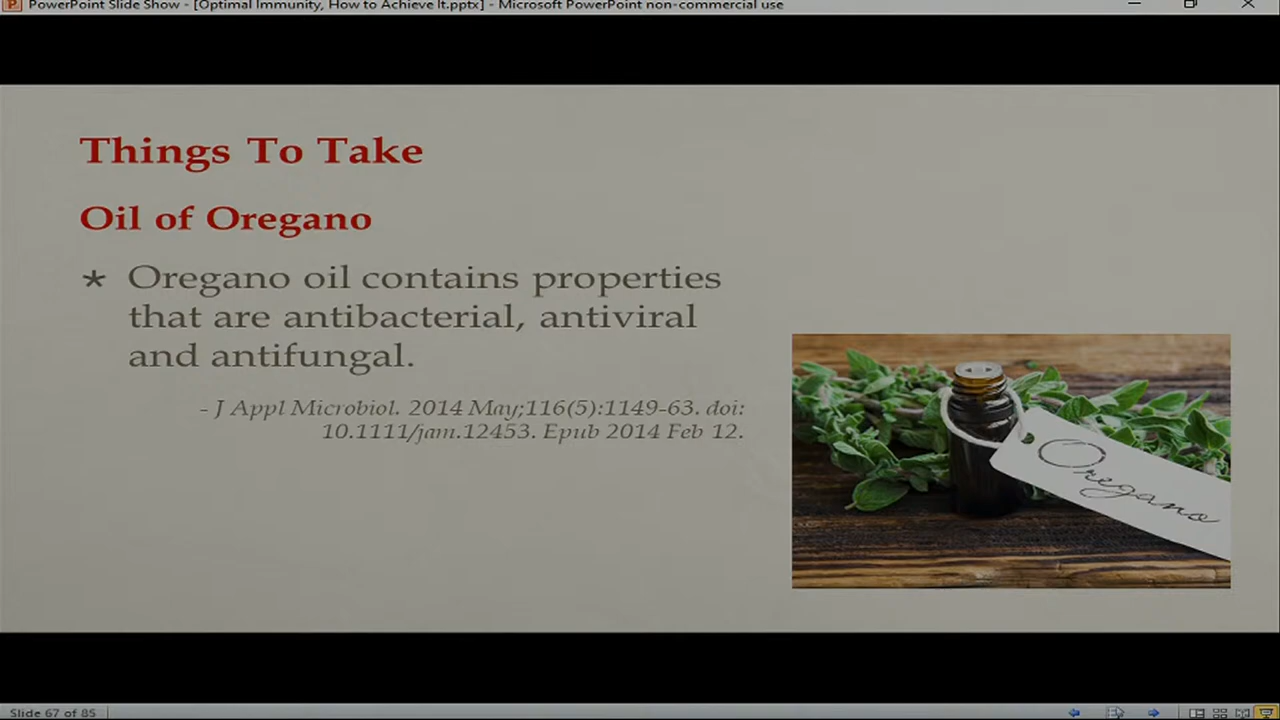 PowerPoint Slide Show - [Optimal Immunity, How to Achieve It.pptx] - Microsoft PowerPoint non-commercial use
Things To Take
Oil of Oregano
* Oregano oil contains properties
that are antibacterial, antiviral
and antifungal.
- J Appl Microbiol. 2014 May;116(5):1149-63. doi:
10.1111/jam.12453. Epub 2014 Feb 12.
Oregano
Slide 67 of 85